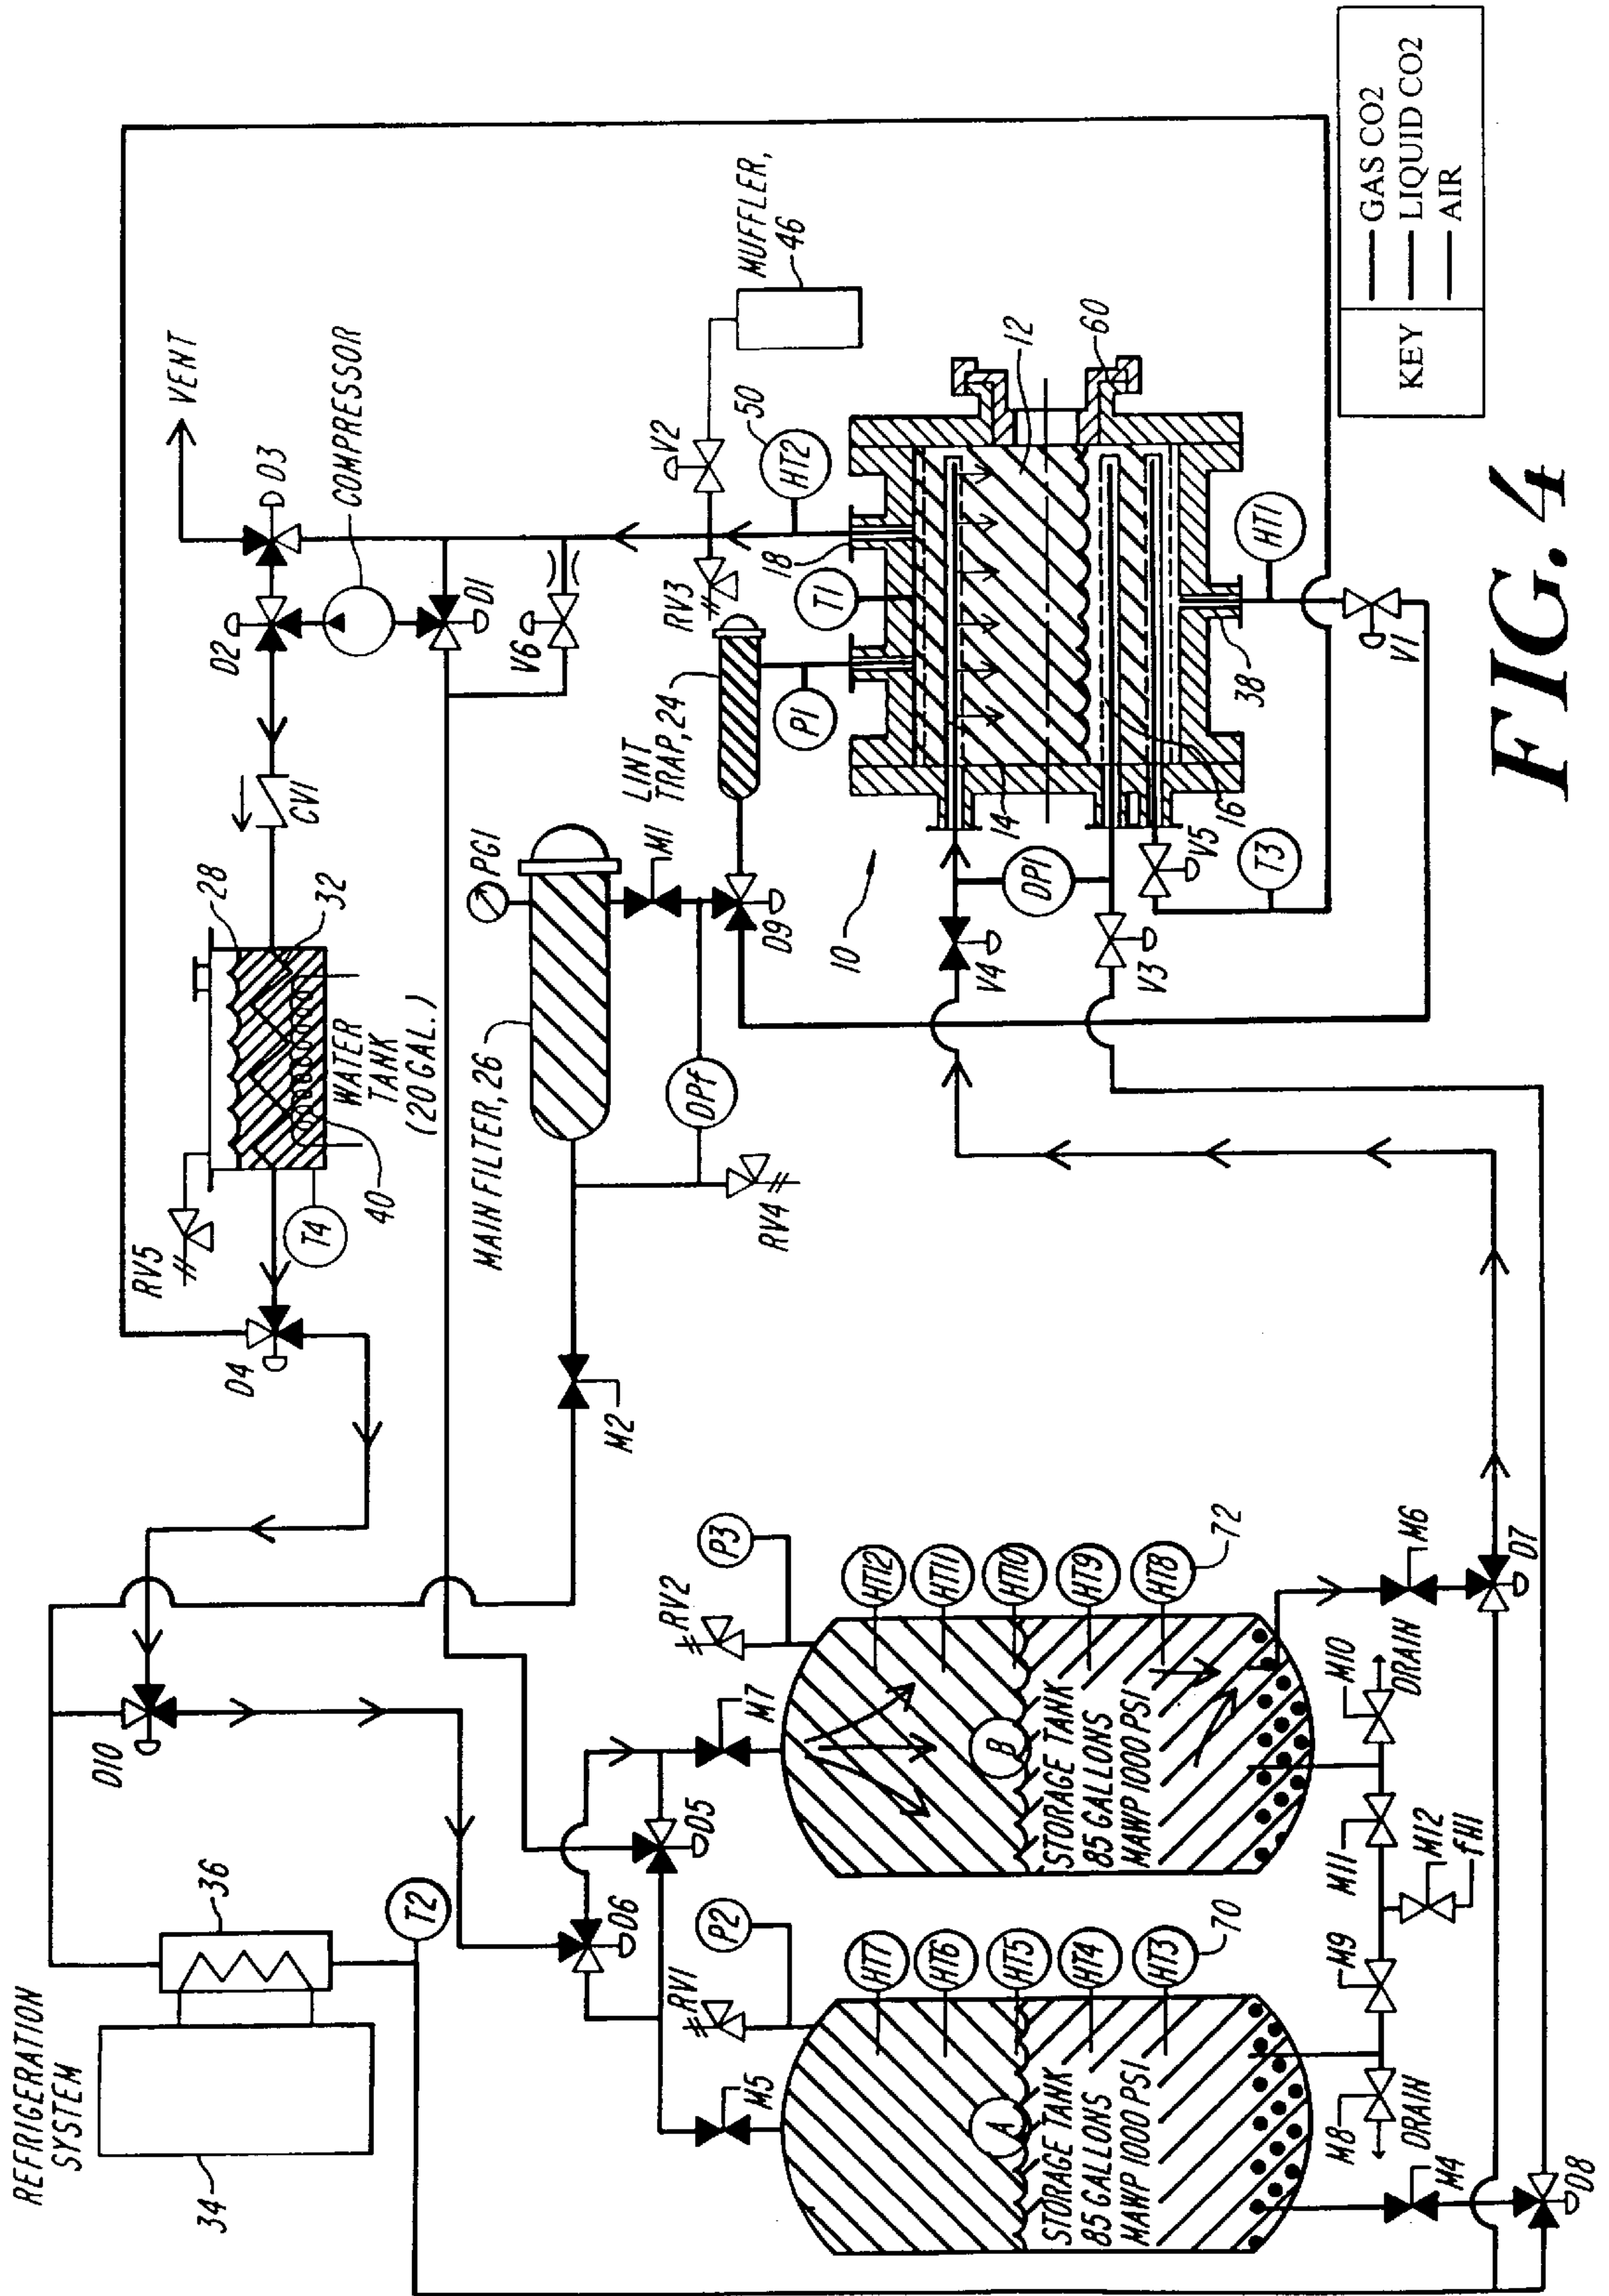 REFRIGERATION
SYSTEM
34
36
T2
D10
D4
RV5
T4
40
28
32
WATER
TANK
(20 GAL.)
CV1
D2
D3
VENT
COMPRESSOR
D1
V6
MAIN FILTER, 26
PG1
M1
LINT
TRAP, 24
DPf
RV4
M2
D9
P1
T1
RV3
18
V2
HT2
50
MUFFLER,
46
10
12
14
16
60
DP1
V4
V3
V5
T3
38
HT1
V1
D6
D5
M5
M7
RV1
P2
RV2
P3
HT7
HT6
HT5
HT4
HT3
70
HT12
HT11
HT10
HT9
HT8
72
A
STORAGE TANK
85 GALLONS
MAWP 1000 PSI
B
STORAGE TANK
85 GALLONS
MAWP 1000 PSI
M8
DRAIN
M9
M11
M12
fH1
M10
DRAIN
M4
M6
D8
D7
KEY
GAS CO2
LIQUID CO2
AIR
FIG. 4